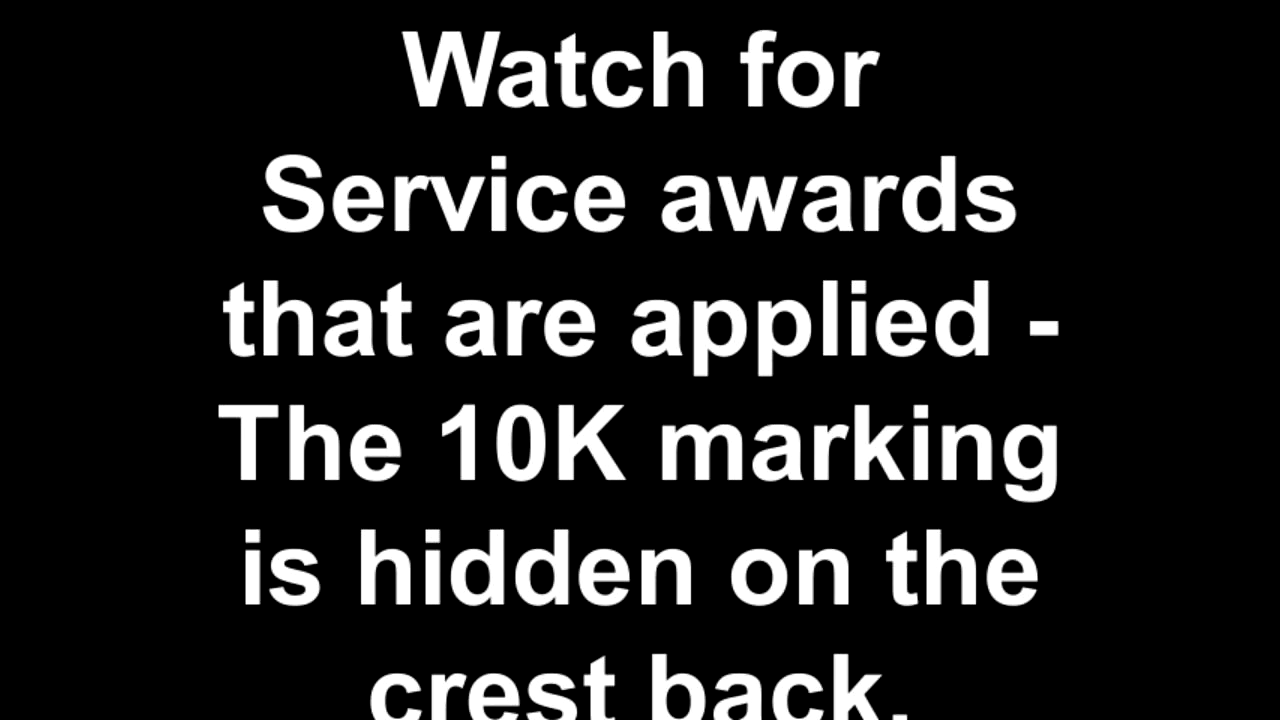 Watch for
Service awards
that are applied -
The 10K marking
is hidden on the
crest back.